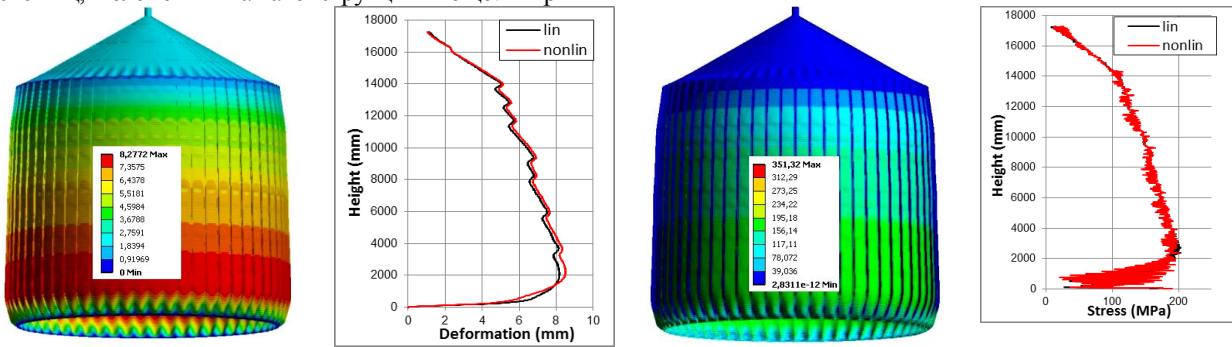 8,2772 Max
7,3575
6,4378
5,5181
4,5984
3,6788
2,7591
1,8394
0,91969
0 Min
lin
nonlin
18000
16000
14000
12000
10000
8000
6000
4000
2000
0
Height (mm)
0 2 4 6 8 10
Deformation (mm)
351,32 Max
312,29
273,25
234,22
195,18
156,14
117,11
78,072
39,036
2,8311e-12 Min
lin
nonlin
18000
16000
14000
12000
10000
8000
6000
4000
2000
0
Height (mm)
0 100 200
Stress (MPa)